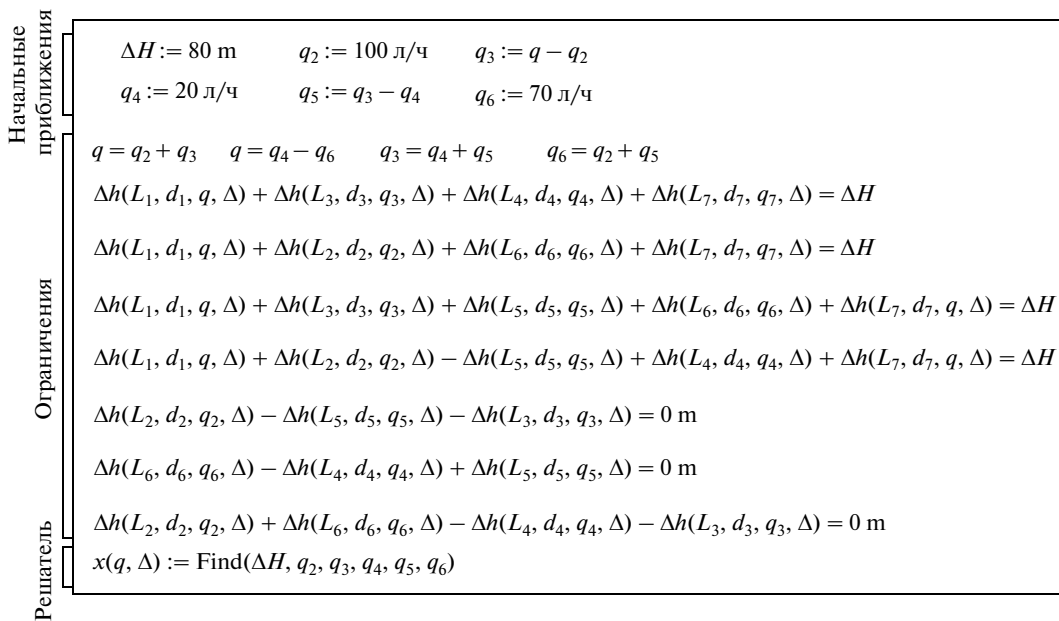 Начальные
приближения
ΔH := 80 m q₂ := 100 л/ч q₃ := q − q₂
q₄ := 20 л/ч q₅ := q₃ − q₄ q₆ := 70 л/ч
Ограничения
q = q₂ + q₃ q = q₄ − q₆ q₃ = q₄ + q₅ q₆ = q₂ + q₅
Δh(L₁, d₁, q, Δ) + Δh(L₃, d₃, q₃, Δ) + Δh(L₄, d₄, q₄, Δ) + Δh(L₇, d₇, q₇, Δ) = ΔH
Δh(L₁, d₁, q, Δ) + Δh(L₂, d₂, q₂, Δ) + Δh(L₆, d₆, q₆, Δ) + Δh(L₇, d₇, q₇, Δ) = ΔH
Δh(L₁, d₁, q, Δ) + Δh(L₃, d₃, q₃, Δ) + Δh(L₅, d₅, q₅, Δ) + Δh(L₆, d₆, q₆, Δ) + Δh(L₇, d₇, q, Δ) = ΔH
Δh(L₁, d₁, q, Δ) + Δh(L₂, d₂, q₂, Δ) − Δh(L₅, d₅, q₅, Δ) + Δh(L₄, d₄, q₄, Δ) + Δh(L₇, d₇, q, Δ) = ΔH
Δh(L₂, d₂, q₂, Δ) − Δh(L₅, d₅, q₅, Δ) − Δh(L₃, d₃, q₃, Δ) = 0 m
Δh(L₆, d₆, q₆, Δ) − Δh(L₄, d₄, q₄, Δ) + Δh(L₅, d₅, q₅, Δ) = 0 m
Δh(L₂, d₂, q₂, Δ) + Δh(L₆, d₆, q₆, Δ) − Δh(L₄, d₄, q₄, Δ) − Δh(L₃, d₃, q₃, Δ) = 0 m
Решатель
x(q, Δ) := Find(ΔH, q₂, q₃, q₄, q₅, q₆)